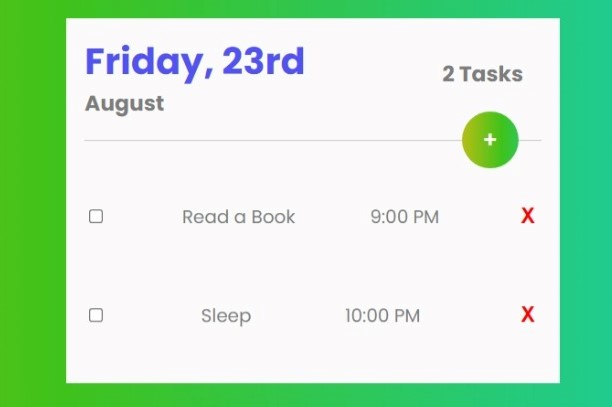 Friday, 23rd
2 Tasks
August
+
Read a Book 9:00 PM X
Sleep 10:00 PM X